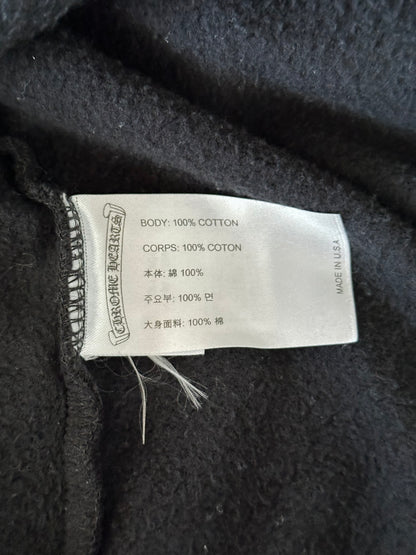 CHROME HEARTS
BODY: 100% COTTON
CORPS: 100% COTON
本体: 綿 100%
주요부: 100% 면
大身面料: 100% 棉
MADE IN U.S.A